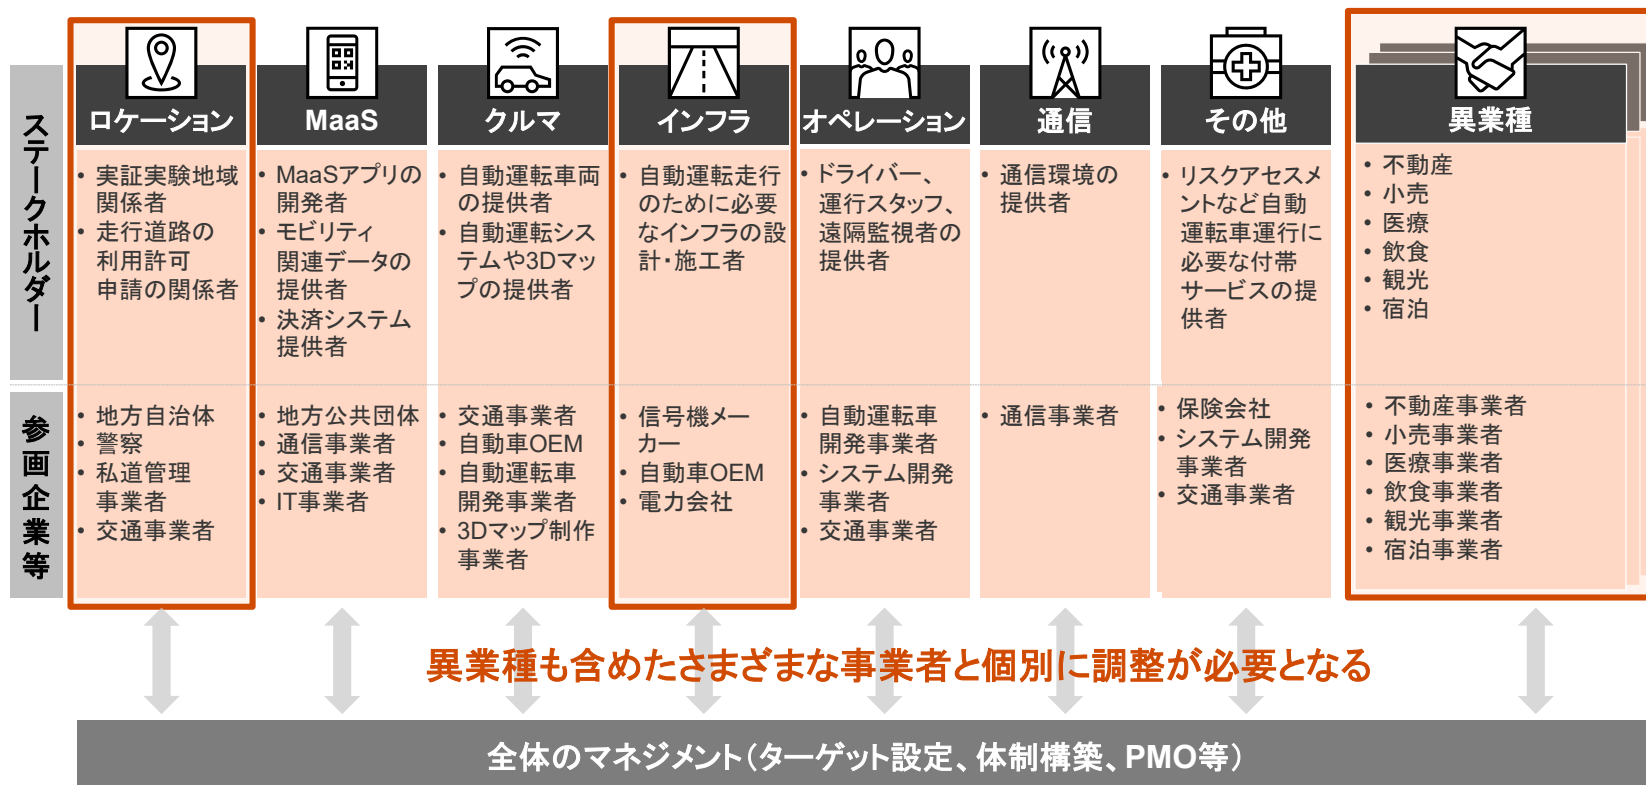 ステークホルダー
ロケーション
MaaS
クルマ
インフラ
オペレーション
通信
その他
異業種
• 実証実験地域
関係者
• 走行道路の
利用許可
申請の関係者
• MaaSアプリの
開発者
• モビリティ
関連データの
提供者
• 決済システム
提供者
• 自動運転車両
の提供者
• 自動運転シス
テムや3Dマッ
プの提供者
• 自動運転走行
のために必要
なインフラの設
計・施工者
• ドライバー、
運行スタッフ、
遠隔監視者の
提供者
• 通信環境の
提供者
• リスクアセスメ
ントなど自動
運転車運行に
必要な付帯
サービスの提
供者
• 不動産
• 小売
• 医療
• 飲食
• 観光
• 宿泊
参画企業等
• 地方自治体
• 警察
• 私道管理
事業者
• 交通事業者
• 地方公共団体
• 通信事業者
• 交通事業者
• IT事業者
• 交通事業者
• 自動車OEM
• 自動運転車
開発事業者
• 3Dマップ制作
事業者
• 信号機メー
カー
• 自動車OEM
• 電力会社
• 自動運転車
開発事業者
• システム開発
事業者
• 交通事業者
• 通信事業者
• 保険会社
• システム開発
事業者
• 交通事業者
• 不動産事業者
• 小売事業者
• 医療事業者
• 飲食事業者
• 観光事業者
• 宿泊事業者
異業種も含めたさまざまな事業者と個別に調整が必要となる
全体のマネジメント(ターゲット設定、体制構築、PMO等)